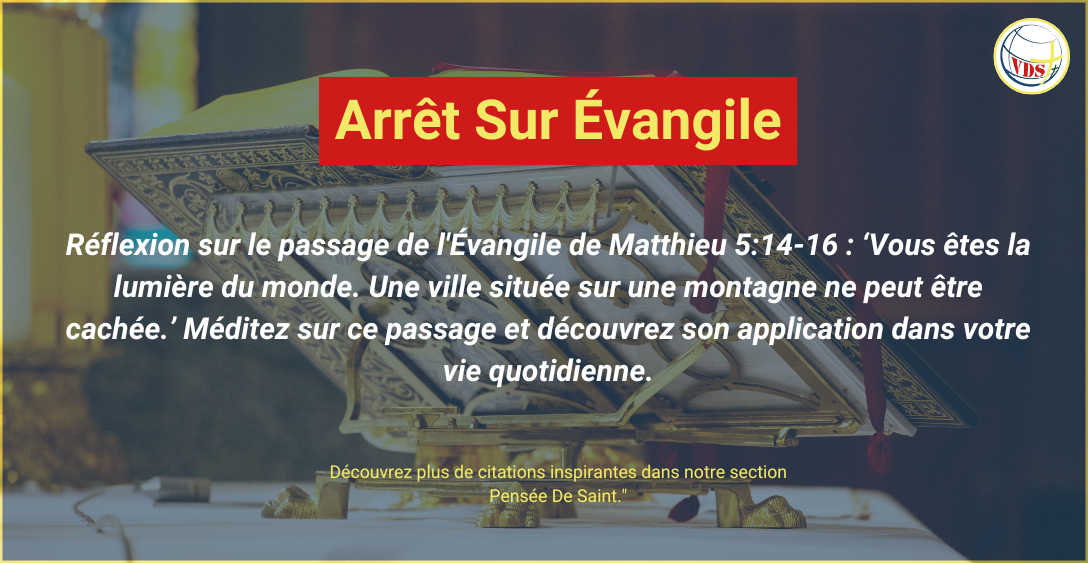 VDS
Arrêt Sur Évangile
Réflexion sur le passage de l'Évangile de Matthieu 5:14-16 : ‘Vous êtes la
lumière du monde. Une ville située sur une montagne ne peut être
cachée.’ Méditez sur ce passage et découvrez son application dans votre
vie quotidienne.
Découvrez plus de citations inspirantes dans notre section
Pensée De Saint."